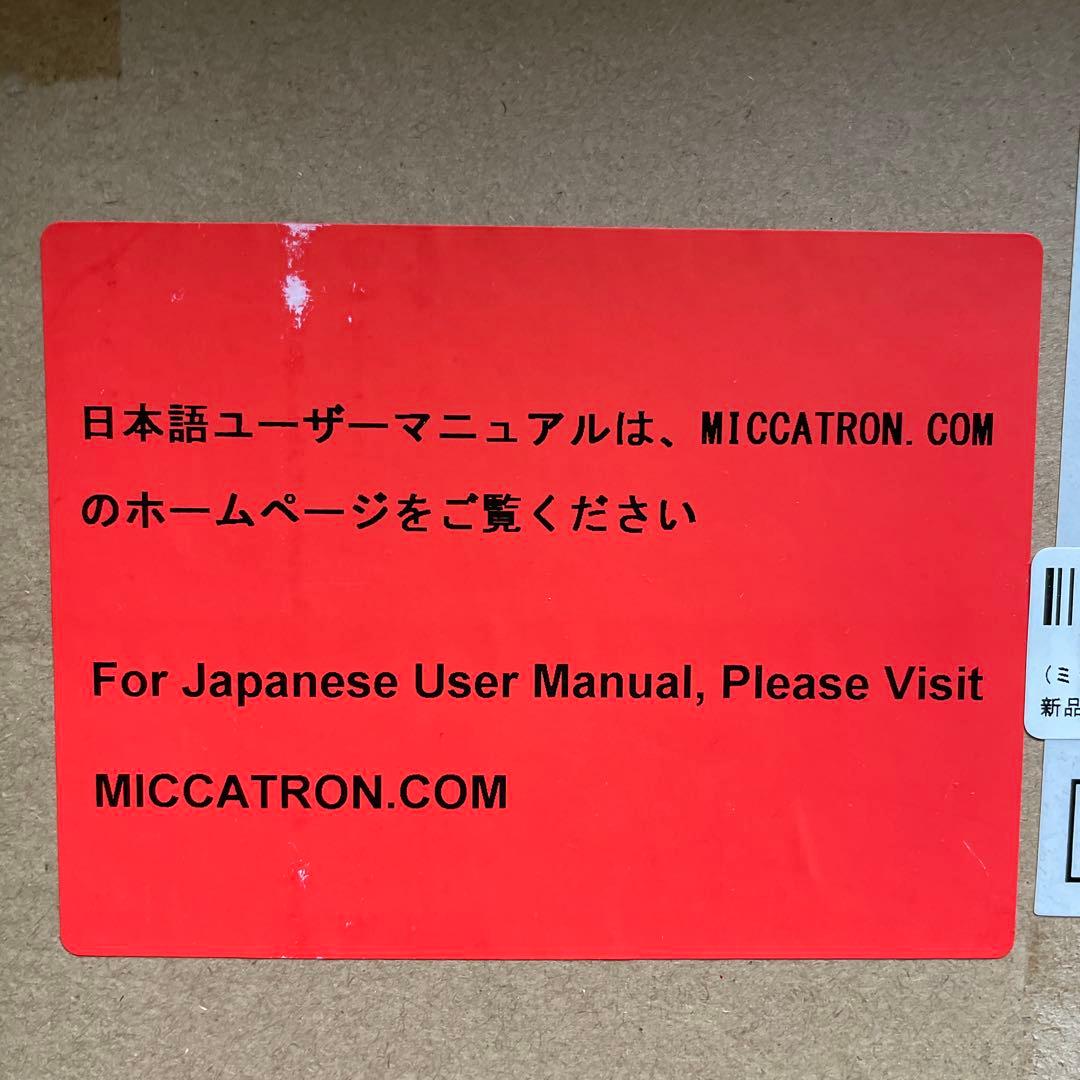 日本語ユーザーマニュアルは、MICCATRON.COM
のホームページをご覧ください
For Japanese User Manual, Please Visit
MICCATRON.COM
(ミ
新品